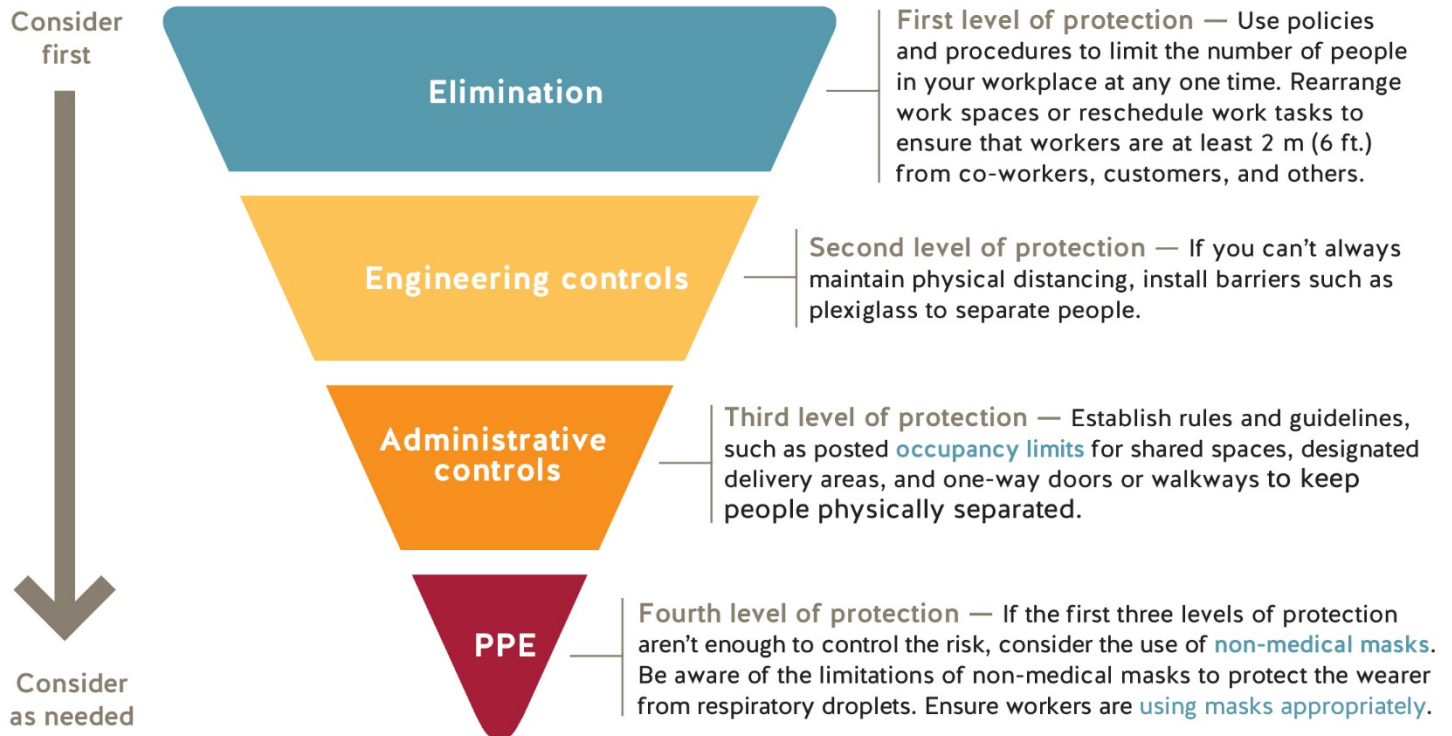 Consider
first
Elimination
First level of protection — Use policies
and procedures to limit the number of people
in your workplace at any one time. Rearrange
work spaces or reschedule work tasks to
ensure that workers are at least 2 m (6 ft.)
from co-workers, customers, and others.
Engineering controls
Second level of protection — If you can’t always
maintain physical distancing, install barriers such as
plexiglass to separate people.
Administrative
controls
Third level of protection — Establish rules and guidelines,
such as posted occupancy limits for shared spaces, designated
delivery areas, and one-way doors or walkways to keep
people physically separated.
PPE
Fourth level of protection — If the first three levels of protection
aren’t enough to control the risk, consider the use of non-medical masks.
Be aware of the limitations of non-medical masks to protect the wearer
from respiratory droplets. Ensure workers are using masks appropriately.
Consider
as needed